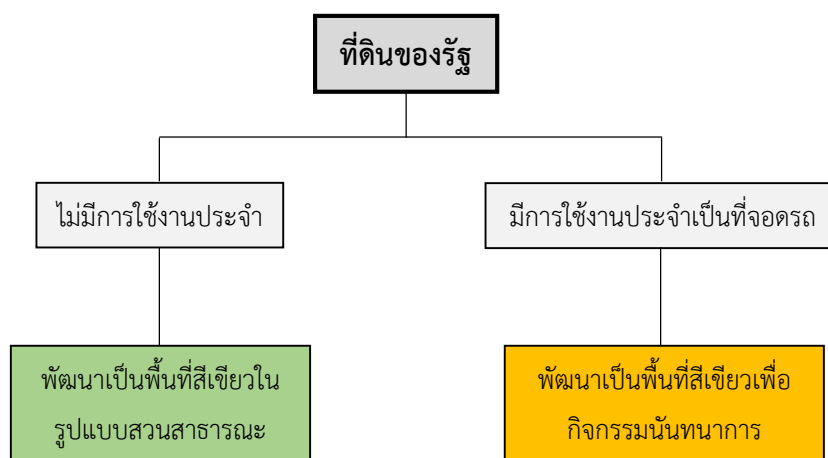 ที่ดินของรัฐ
ไม่มีการใช้งานประจำ
มีการใช้งานประจำเป็นที่จอดรถ
พัฒนาเป็นพื้นที่สีเขียวใน
รูปแบบสวนสาธารณะ
พัฒนาเป็นพื้นที่สีเขียวเพื่อ
กิจกรรมนันทนาการ